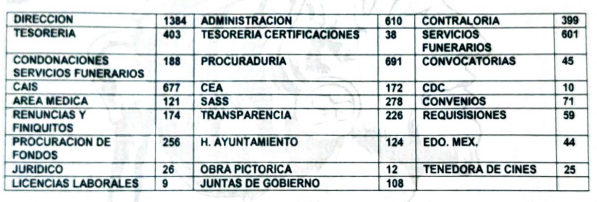 DIRECCION 1384 ADMINISTRACION 610 CONTRALORIA 399
TESORERIA 403 TESORERIA CERTIFICACIONES 38 SERVICIOS FUNERARIOS 601
CONDONACIONES SERVICIOS FUNERARIOS 188 PROCURADURIA 691 CONVOCATORIAS 45
CAIS 677 CEA 172 CDC 10
AREA MEDICA 121 SASS 278 CONVENIOS 71
RENUNCIAS Y FINIQUITOS 174 TRANSPARENCIA 226 REQUISISIONES 59
PROCURACION DE FONDOS 256 H. AYUNTAMIENTO 124 EDO. MEX. 44
JURIDICO 26 OBRA PICTORICA 12 TENEDORA DE CINES 25
LICENCIAS LABORALES 9 JUNTAS DE GOBIERNO 108